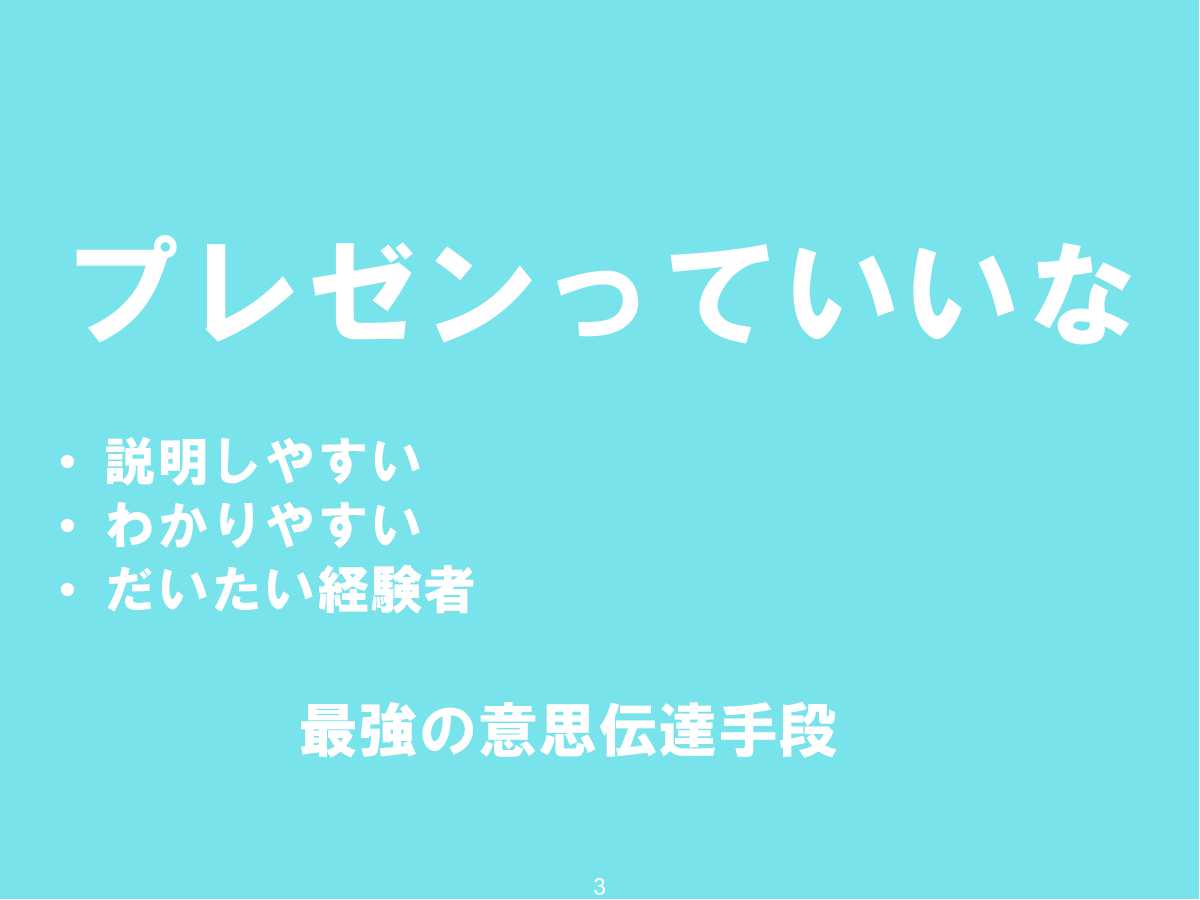 プレゼンっていいな
• 説明しやすい
• わかりやすい
• だいたい経験者
最強の意思伝達手段
3